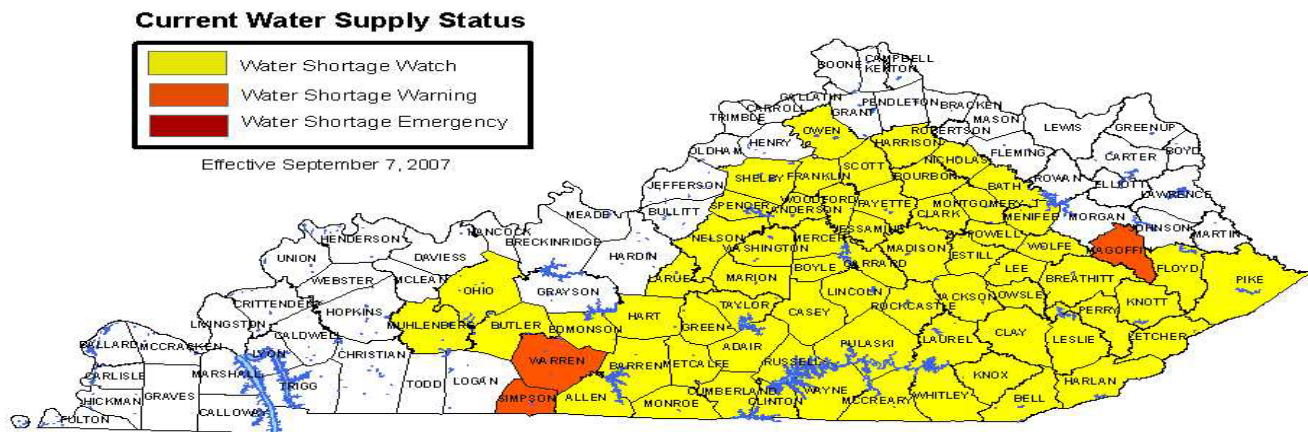 Current Water Supply Status
Water Shortage Watch
Water Shortage Warning
Water Shortage Emergency
Effective September 7, 2007
BOONE
CAMPBELL
KENTON
GALLATIN
PENDLETON
CARROLL
GRANT
BRACKEN
TRIMBLE
MASON
OWEN
ROBERTSON
LEWIS
GREENUP
HENRY
HARRISON
OLDHAM
FLEMING
BOYD
CARTER
NICHOLAS
SCOTT
SHELBY
FRANKLIN
BOURBON
ROWAN
ELLIOTT
JEFFERSON
BATH
LAWRENCE
SPENCER
WOODFORD
ANDERSON
FAYETTE
MONTGOMERY
BULLITT
CLARK
MENIFEE
MORGAN
MEADE
JESSAMINE
JOHNSON
NELSON
MERCER
POWELL
MARTIN
HANCOCK
HENDERSON
BRECKINRIDGE
WASHINGTON
MADISON
WOLFE
MAGOFFIN
DAVIESS
HARDIN
GARRARD
ESTILL
UNION
BOYLE
LEE
FLOYD
WEBSTER
MCLEAN
LARUE
MARION
BREATHITT
PIKE
OHIO
GRAYSON
LINCOLN
JACKSON
OWSLEY
KNOTT
CRITTENDEN
HOPKINS
TAYLOR
CASEY
ROCKCASTLE
PERRY
LIVINGSTON
MUHLENBERG
BUTLER
EDMONSON
HART
GREEN
CALDWELL
CLAY
LETCHER
LAUREL
LESLIE
BALLARD
MCCRACKEN
LYON
CHRISTIAN
WARREN
BARREN
METCALFE
ADAIR
RUSSELL
PULASKI
CARLISLE
MARSHALL
TRIGG
TODD
LOGAN
KNOX
HARLAN
HICKMAN
GRAVES
CALLOWAY
SIMPSON
ALLEN
MONROE
CUMBERLAND
CLINTON
WAYNE
MCCREARY
WHITLEY
BELL
FULTON